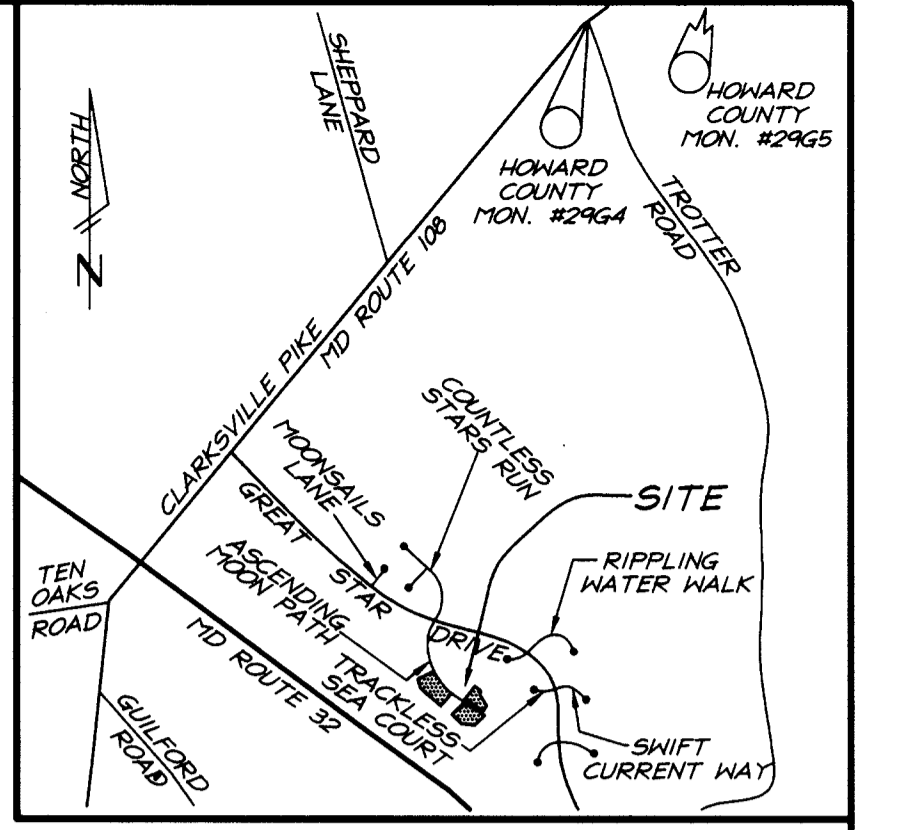 SHEPPARD
LANE
HOWARD
COUNTY
MON. #29G5
HOWARD
COUNTY
MON. #29G4
NORTH
N
TROTTER
ROAD
CLARKSVILLE PIKE
MD ROUTE 108
COUNTLESS
STARS RUN
MOONSAILS
LANE
SITE
GREAT STAR DRIVE
RIPPLING
WATER WALK
ASCENDING
MOON PATH
TEN
OAKS
ROAD
MD ROUTE 32
TRACKLESS
SEA COURT
GUILFORD
ROAD
SWIFT
CURRENT WAY